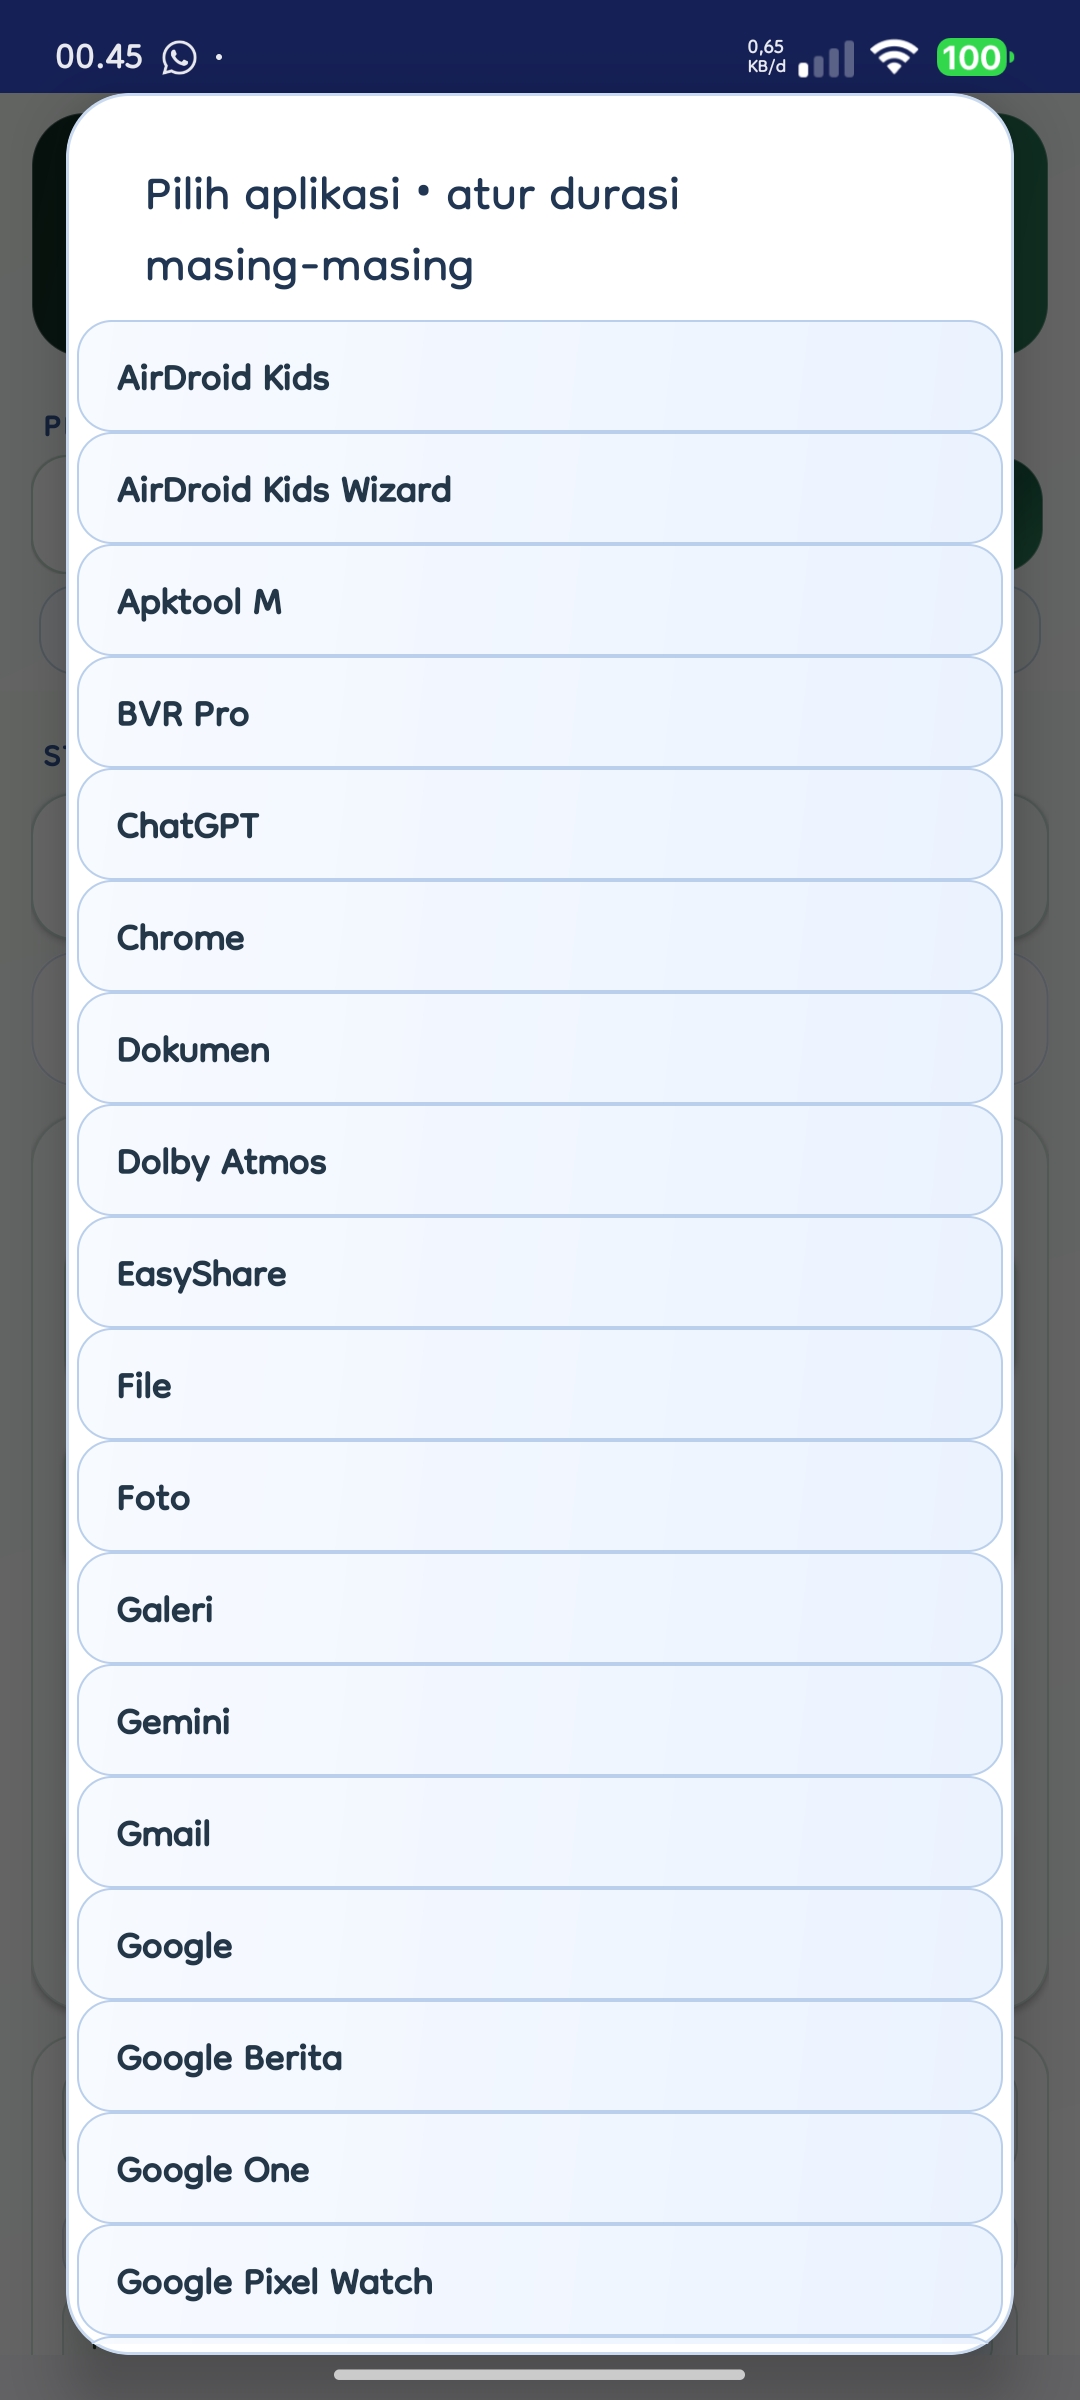 00.45
0,65
KB/d
100
Pilih aplikasi • atur durasi
masing-masing
AirDroid Kids
AirDroid Kids Wizard
Apktool M
BVR Pro
ChatGPT
Chrome
Dokumen
Dolby Atmos
EasyShare
File
Foto
Galeri
Gemini
Gmail
Google
Google Berita
Google One
Google Pixel Watch